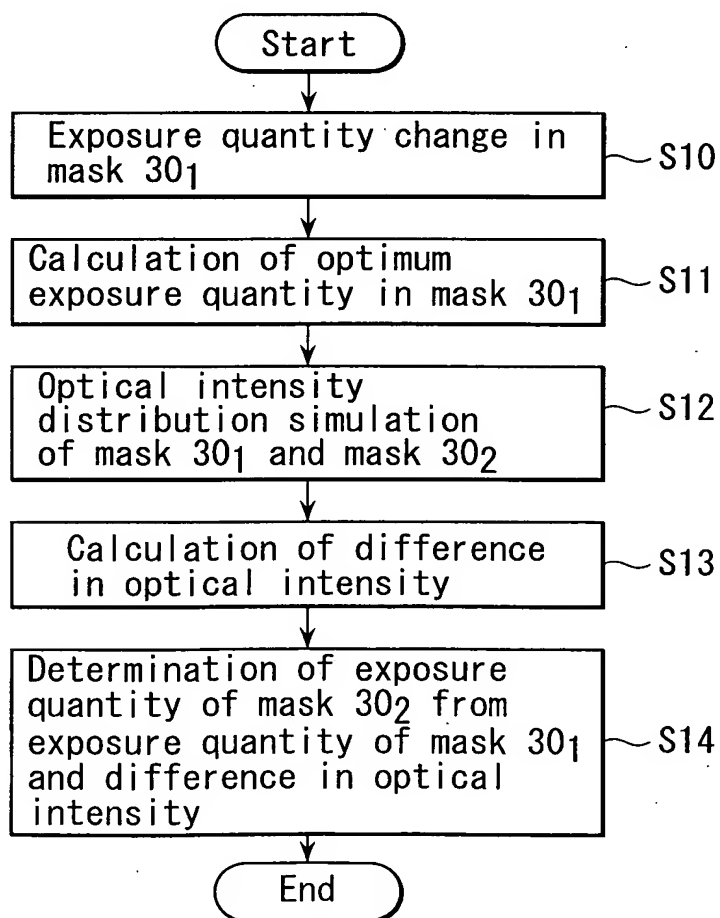 Start
Exposure quantity change in
mask 30₁
S10
Calculation of optimum
exposure quantity in mask 30₁
S11
Optical intensity
distribution simulation
of mask 30₁ and mask 30₂
S12
Calculation of difference
in optical intensity
S13
Determination of exposure
quantity of mask 30₂ from
exposure quantity of mask 30₁
and difference in optical
intensity
S14
End